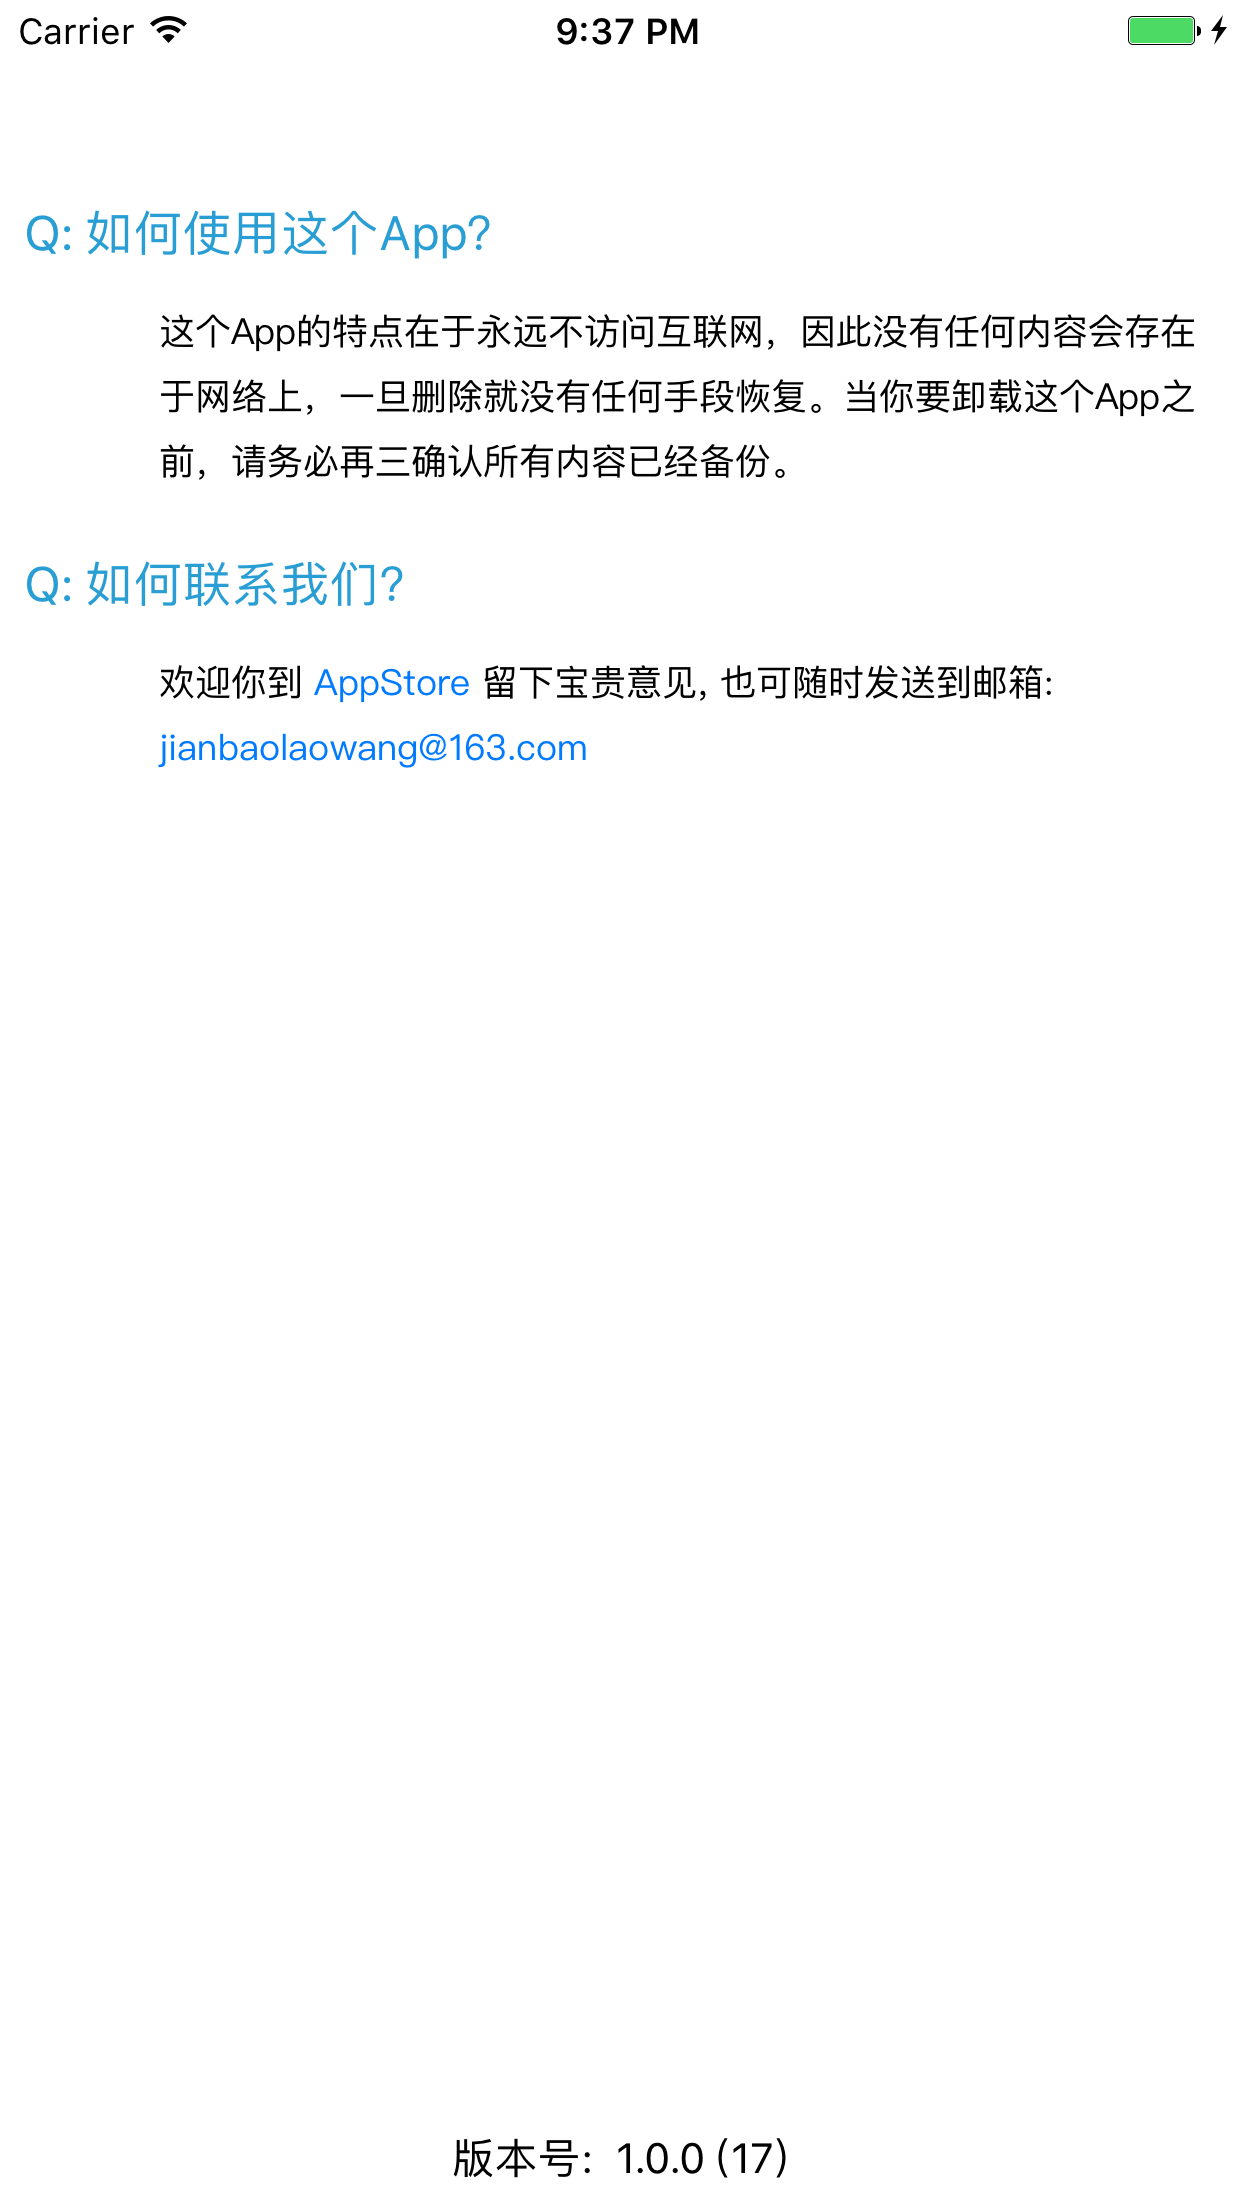 Carrier 9:37 PM
Q: 如何使用这个App?
这个App的特点在于永远不访问互联网，因此没有任何内容会存在
于网络上，一旦删除就没有任何手段恢复。当你要卸载这个App之
前，请务必再三确认所有内容已经备份。
Q: 如何联系我们?
欢迎你到 AppStore 留下宝贵意见, 也可随时发送到邮箱:
jianbaolaowang@163.com
版本号: 1.0.0 (17)